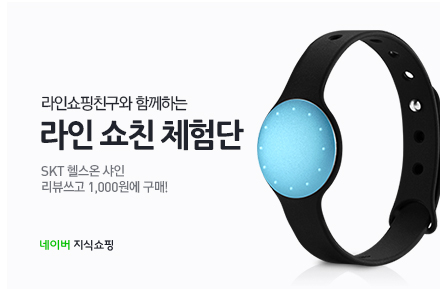 라인쇼핑친구와 함께하는
라인 쇼친 체험단
SKT 헬스온 샤인
리뷰쓰고 1,000원에 구매!
네이버 지식쇼핑